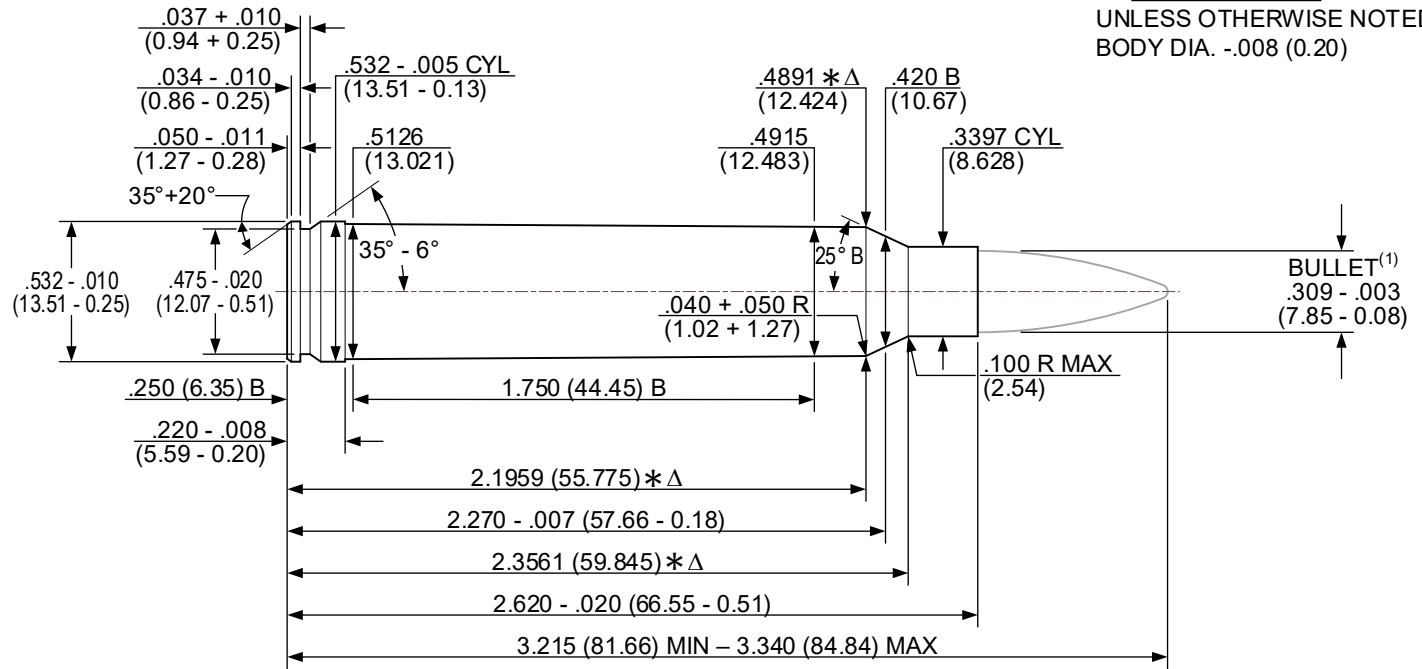 UNLESS OTHERWISE NOTED
BODY DIA. -.008 (0.20)
.037 + .010
(0.94 + 0.25)
.034 - .010
(0.86 - 0.25)
.050 - .011
(1.27 - 0.28)
35°+20°
.532 - .005 CYL
(13.51 - 0.13)
.5126
(13.021)
.4891 ∗ Δ
(12.424)
.4915
(12.483)
.420 B
(10.67)
.3397 CYL
(8.628)
35° - 6°
25° B
.532 - .010
(13.51 - 0.25)
.475 - .020
(12.07 - 0.51)
.040 + .050 R
(1.02 + 1.27)
BULLET(1)
.309 - .003
(7.85 - 0.08)
.100 R MAX
(2.54)
.250 (6.35) B
1.750 (44.45) B
.220 - .008
(5.59 - 0.20)
2.1959 (55.775) ∗ Δ
2.270 - .007 (57.66 - 0.18)
2.3561 (59.845) ∗ Δ
2.620 - .020 (66.55 - 0.51)
3.215 (81.66) MIN – 3.340 (84.84) MAX